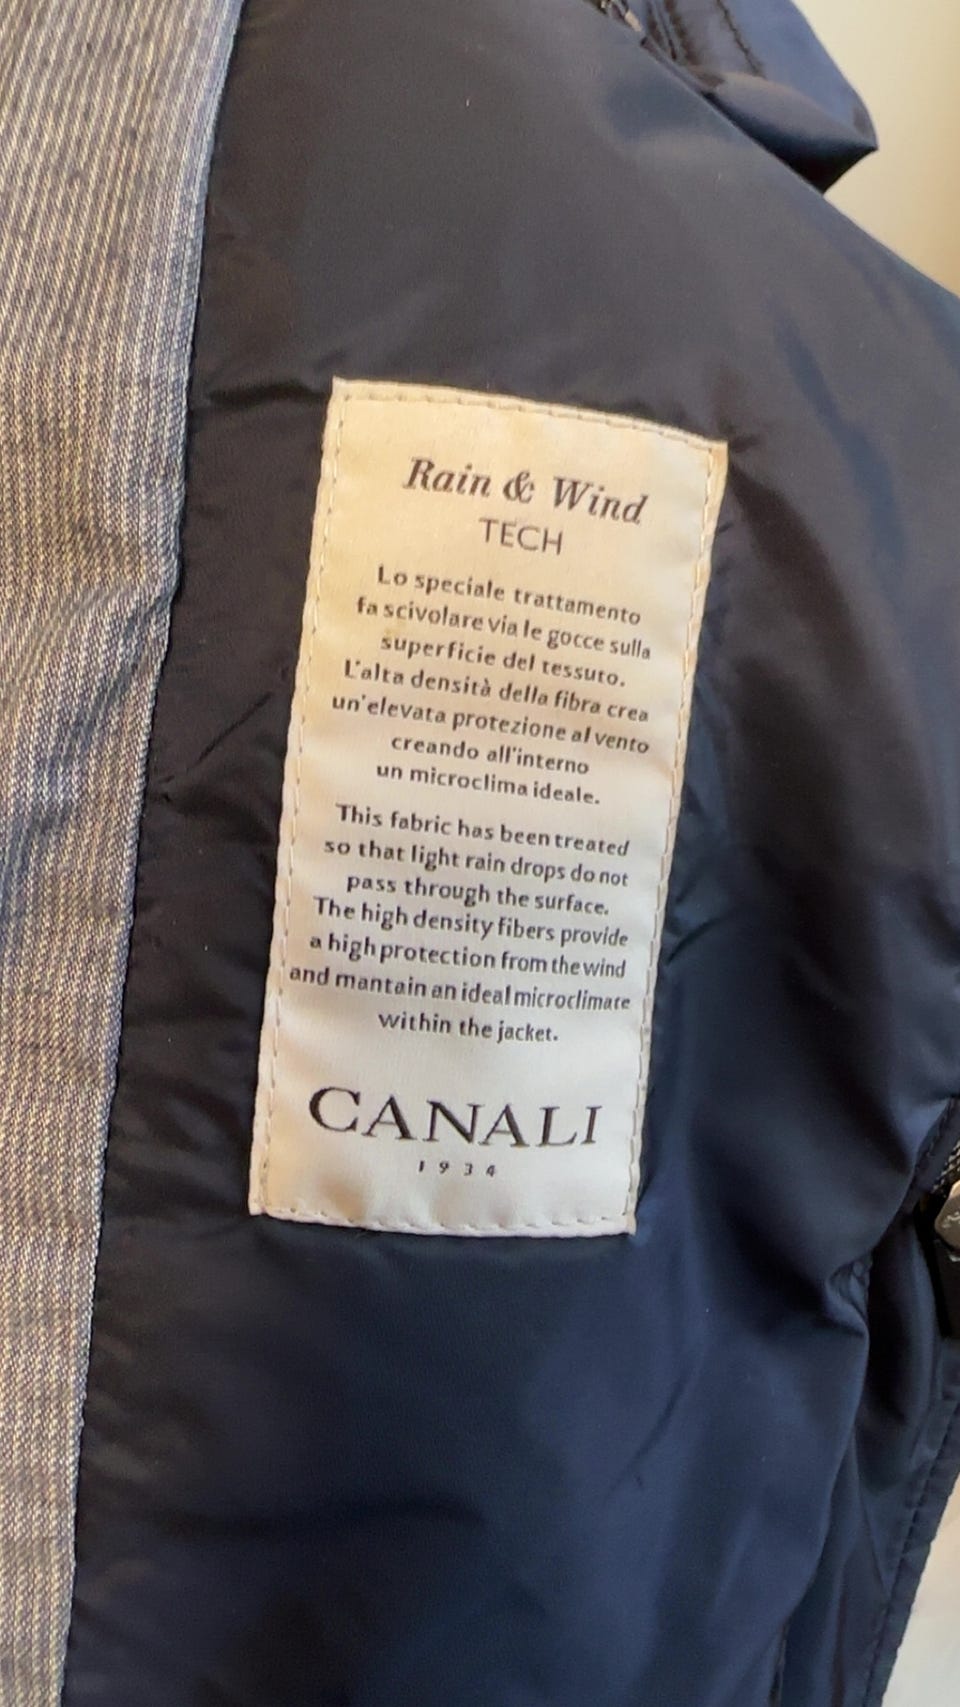 Rain & Wind
TECH
Lo speciale trattamento
fa scivolare via le gocce sulla
superficie del tessuto.
L'alta densità della fibra crea
un'elevata protezione al vento
creando all'interno
un microclima ideale.
This fabric has been treated
so that light rain drops do not
pass through the surface.
The high density fibers provide
a high protection from the wind
and mantain an ideal microclimate
within the jacket.
CANALI
1934